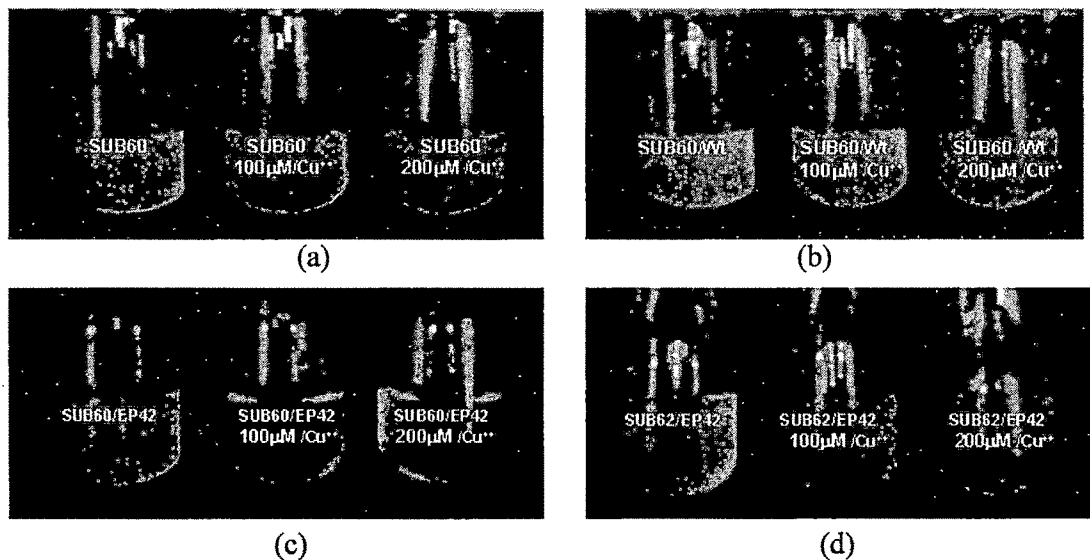 SUB60
SUB60
100µM/Cu++
SUB60
200µM /Cu++
(a)
SUB60/Wt
SUB60/Wt
100µM /Cu++
SUB60/Wt
200µM /Cu++
(b)
SUB60/EP42
SUB60/EP42
100µM /Cu++
SUB60/EP42
200µM /Cu++
(c)
SUB62/EP42
SUB62/EP42
100µM /Cu++
SUB62/EP42
200µM /Cu++
(d)